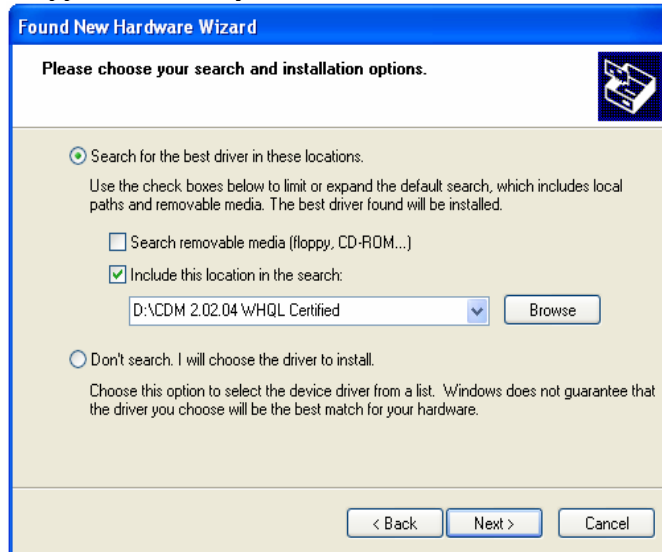 Found New Hardware Wizard
Please choose your search and installation options.
Search for the best driver in these locations.
Use the check boxes below to limit or expand the default search, which includes local
paths and removable media. The best driver found will be installed.
Search removable media (floppy, CD-ROM...)
Include this location in the search:
D:\CDM 2.02.04 WHQL Certified
Browse
Don't search. I will choose the driver to install.
Choose this option to select the device driver from a list. Windows does not guarantee that
the driver you choose will be the best match for your hardware.
< Back Next > Cancel